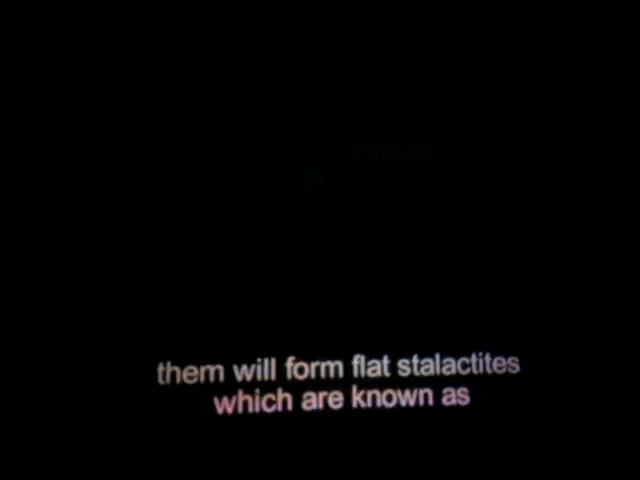 them will form flat stalactites
which are known as